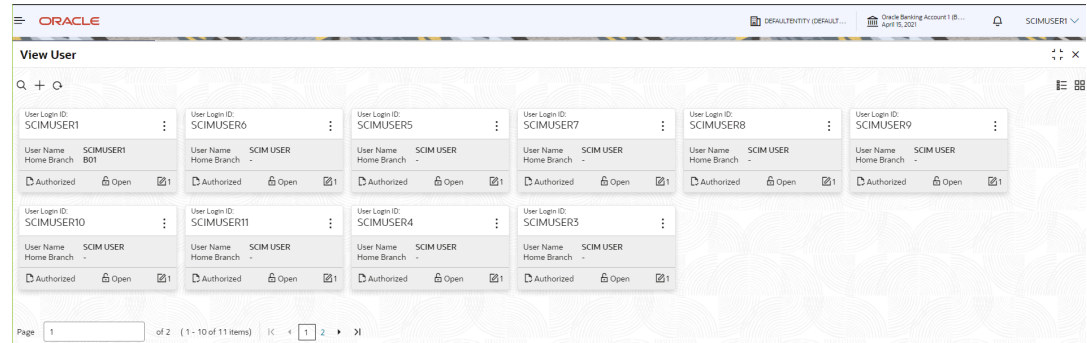 ORACLE
DEFAULTENTITY (DEFAULT...
Oracle Banking Account 1 (B...
April 15, 2021
SCIMUSER1
View User
User Login ID:
SCIMUSER1
User Name SCIMUSER1
Home Branch B01
Authorized Open 1
User Login ID:
SCIMUSER6
User Name SCIM USER
Home Branch -
Authorized Open 1
User Login ID:
SCIMUSER5
User Name SCIM USER
Home Branch -
Authorized Open 1
User Login ID:
SCIMUSER7
User Name SCIM USER
Home Branch -
Authorized Open 1
User Login ID:
SCIMUSER8
User Name SCIM USER
Home Branch -
Authorized Open 1
User Login ID:
SCIMUSER9
User Name SCIM USER
Home Branch -
Authorized Open 1
User Login ID:
SCIMUSER10
User Name SCIM USER
Home Branch -
Authorized Open 1
User Login ID:
SCIMUSER11
User Name SCIM USER
Home Branch -
Authorized Open 1
User Login ID:
SCIMUSER4
User Name SCIM USER
Home Branch -
Authorized Open 1
User Login ID:
SCIMUSER3
User Name SCIM USER
Home Branch -
Authorized Open 1
Page 1 of 2 (1 - 10 of 11 items) 1 2